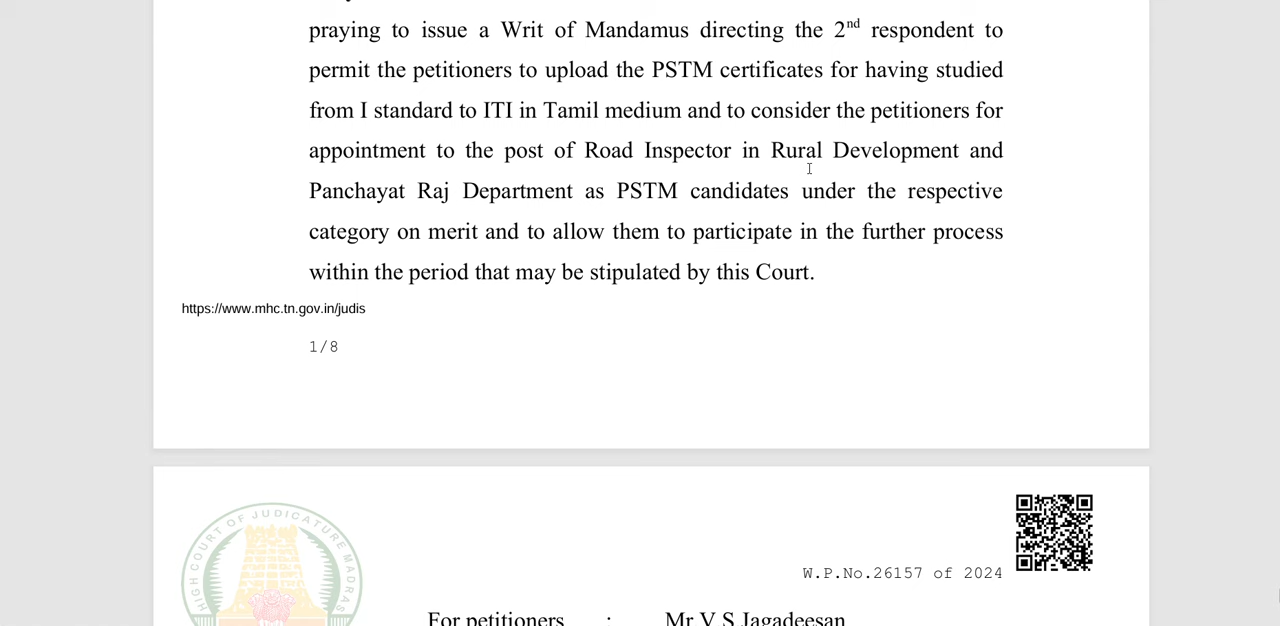 praying to issue a Writ of Mandamus directing the 2nd respondent to
permit the petitioners to upload the PSTM certificates for having studied
from I standard to ITI in Tamil medium and to consider the petitioners for
appointment to the post of Road Inspector in Rural Development and
Panchayat Raj Department as PSTM candidates under the respective
category on merit and to allow them to participate in the further process
within the period that may be stipulated by this Court.
https://www.mhc.tn.gov.in/judis
1/8
HIGH COURT OF JUDICATURE MADRAS
W.P.No.26157 of 2024
For petitioners : Mr V S Jagadeesan